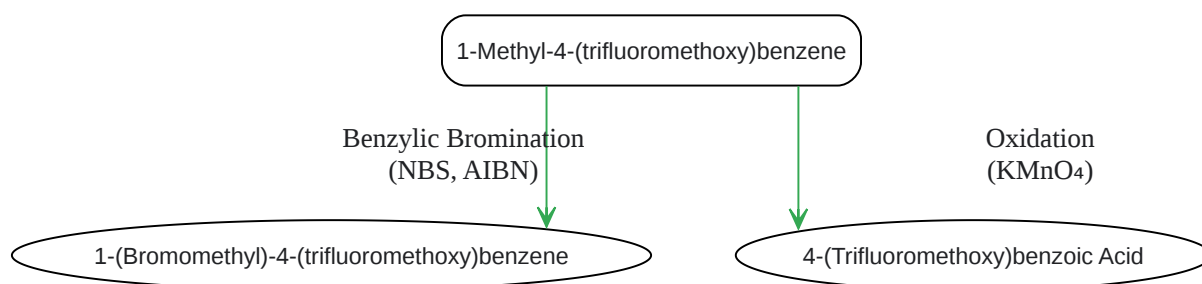 1-Methyl-4-(trifluoromethoxy)benzene
Benzylic Bromination
(NBS, AIBN)
Oxidation
(KMnO₄)
1-(Bromomethyl)-4-(trifluoromethoxy)benzene
4-(Trifluoromethoxy)benzoic Acid